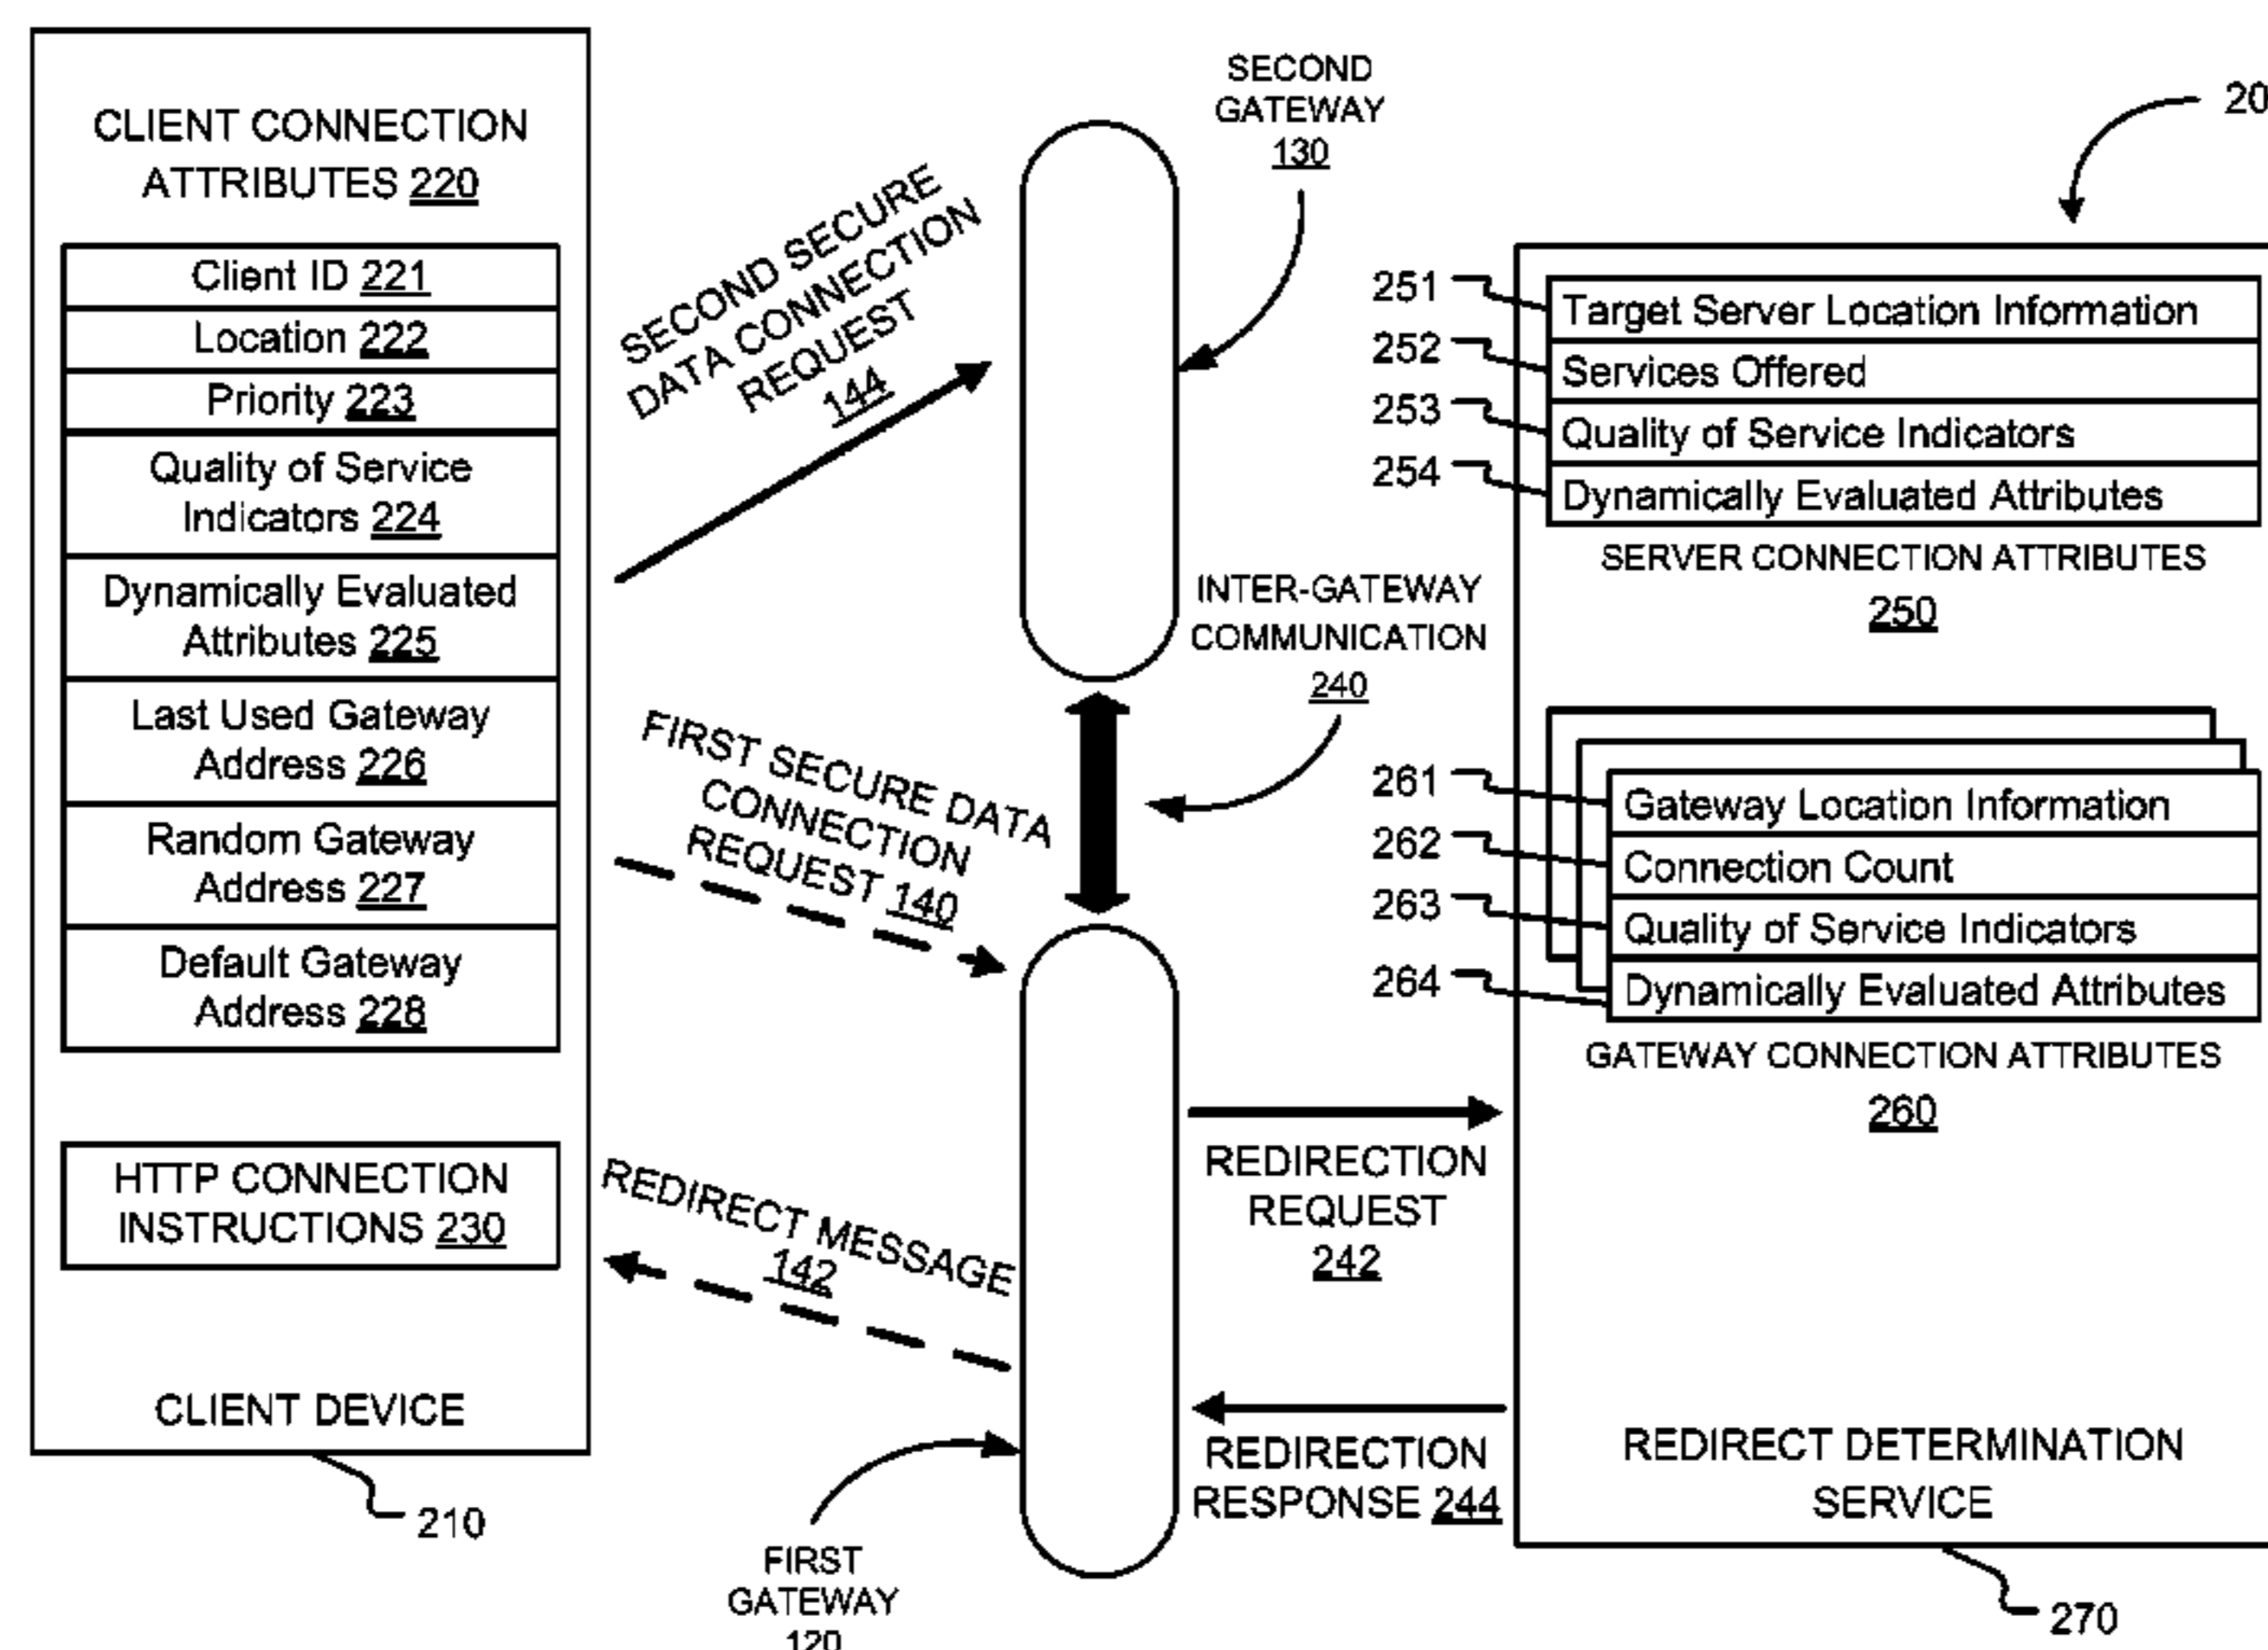 CLIENT CONNECTION
ATTRIBUTES 220
Client ID 221
Location 222
Priority 223
Quality of Service
Indicators 224
Dynamically Evaluated
Attributes 225
Last Used Gateway
Address 226
Random Gateway
Address 227
Default Gateway
Address 228
HTTP CONNECTION
INSTRUCTIONS 230
CLIENT DEVICE
210
SECOND SECURE
DATA CONNECTION
REQUEST
144
FIRST SECURE DATA
CONNECTION
REQUEST 140
REDIRECT MESSAGE
142
SECOND
GATEWAY
130
INTER-GATEWAY
COMMUNICATION
240
FIRST
GATEWAY
120
REDIRECTION
REQUEST
242
REDIRECTION
RESPONSE 244
20
251
Target Server Location Information
252
Services Offered
253
Quality of Service Indicators
254
Dynamically Evaluated Attributes
SERVER CONNECTION ATTRIBUTES
250
261
Gateway Location Information
262
Connection Count
263
Quality of Service Indicators
264
Dynamically Evaluated Attributes
GATEWAY CONNECTION ATTRIBUTES
260
REDIRECT DETERMINATION
SERVICE
270